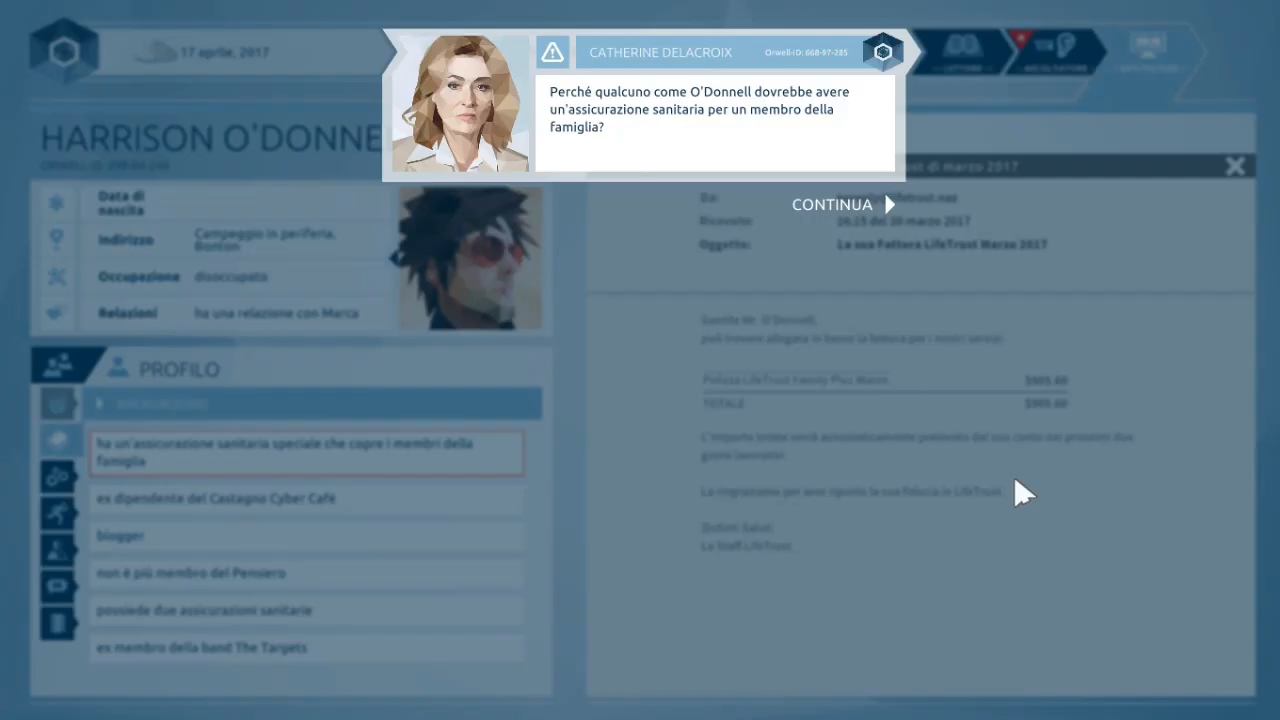 17 aprile, 2017
CATHERINE DELACROIX
Orwell-ID: 668-97-285
Perché qualcuno come O'Donnell dovrebbe avere
un'assicurazione sanitaria per un membro della
famiglia?
CONTINUA
HARRISON O'DONNE
Data di
nascita
Indirizzo
Campeggio in periferia,
Bonton
Occupazione
disoccupato
Relazioni
ha una relazione con Marca
PROFILO
ha un'assicurazione sanitaria speciale che copre i membri della
famiglia
ex dipendente del Castagno Cyber Café
blogger
non è più membro del Pensiero
possiede due assicurazioni sanitarie
ex membro della band The Targets
st di marzo 2017
Da:
Ricevuto:
16:15 del 30 marzo 2017
Oggetto:
La sua Fattura LifeTrust Marzo 2017
Gentile Mr. O'Donnell,
può trovare allegata in basso la fattura per i nostri servizi:
Polizza LifeTrust Family Plus Marzo
TOTALE
L'importo totale verrà automaticamente prelevato dal suo conto nei prossimi due
giorni lavorativi.
La ringraziamo per aver riposto la sua fiducia in LifeTrust.
Distinti Saluti,
Lo Staff LifeTrust